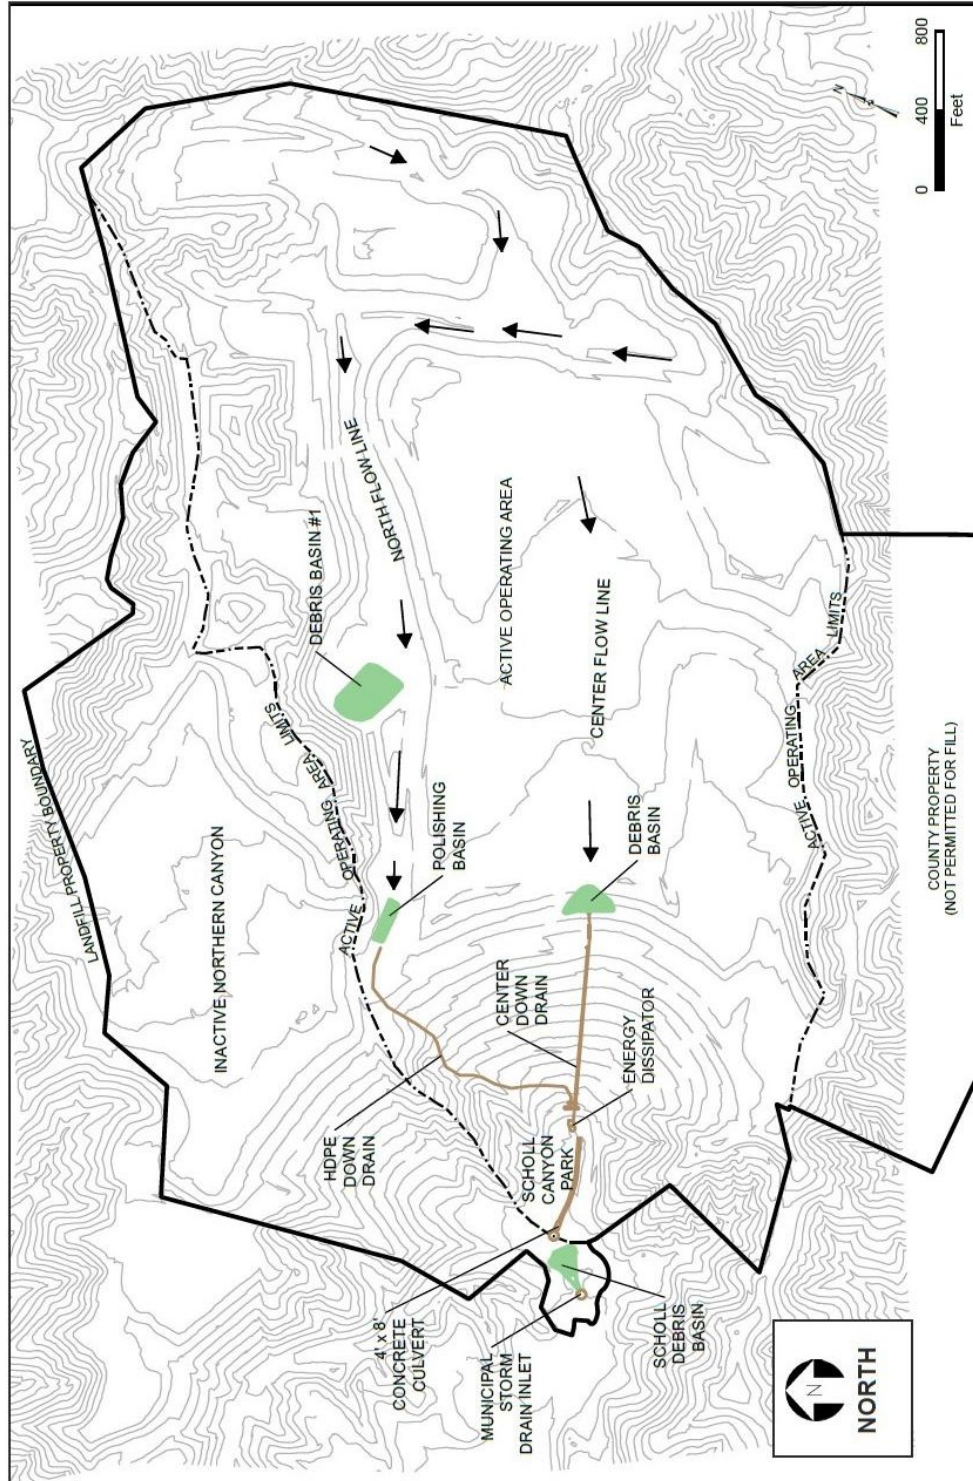 LANDFILL PROPERTY BOUNDARY
INACTIVE NORTHERN CANYON
ACTIVE OPERATING AREA LIMITS
DEBRIS BASIN #1
NORTH FLOW LINE
POLISHING
BASIN
ACTIVE OPERATING AREA
HDPE
DOWN
DRAIN
CENTER
DOWN
DRAIN
CENTER FLOW LINE
DEBRIS
BASIN
ENERGY
DISSIPATOR
SCHOLL
CANYON
PARK
4' x 8'
CONCRETE
CULVERT
MUNICIPAL
STORM
DRAIN INLET
SCHOLL
DEBRIS
BASIN
ACTIVE OPERATING AREA LIMITS
COUNTY PROPERTY
(NOT PERMITTED FOR FILL)
N
NORTH
N
0 400 800
Feet